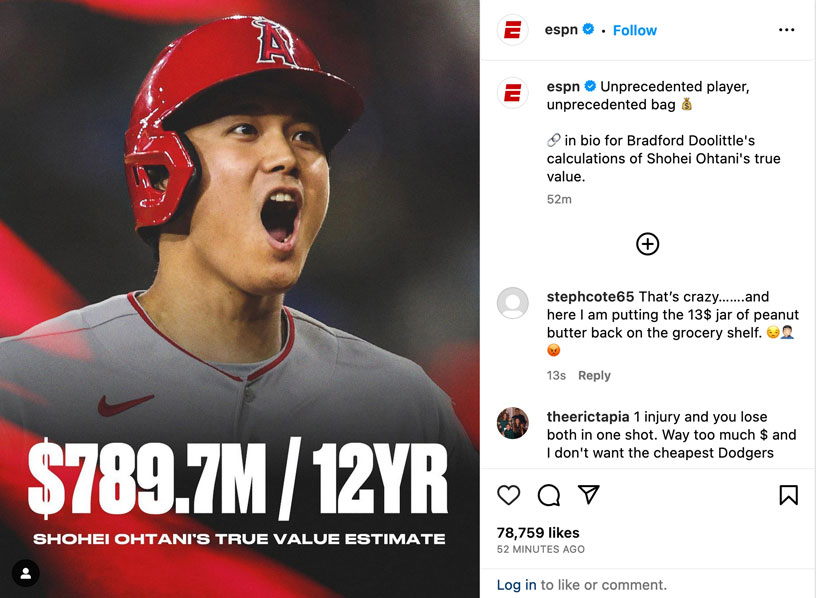 A
$789.7M / 12YR
SHOHEI OHTANI'S TRUE VALUE ESTIMATE
espn • Follow
espn Unprecedented player,
unprecedented bag 💰
🔗 in bio for Bradford Doolittle's
calculations of Shohei Ohtani's true
value.
52m
stephcote65 That’s crazy…….and
here I am putting the 13$ jar of peanut
butter back on the grocery shelf. 😒🤦🏻‍♂️
😡
13s Reply
theerictapia 1 injury and you lose
both in one shot. Way too much $ and
I don't want the cheapest Dodgers
78,759 likes
52 MINUTES AGO
Log in to like or comment.